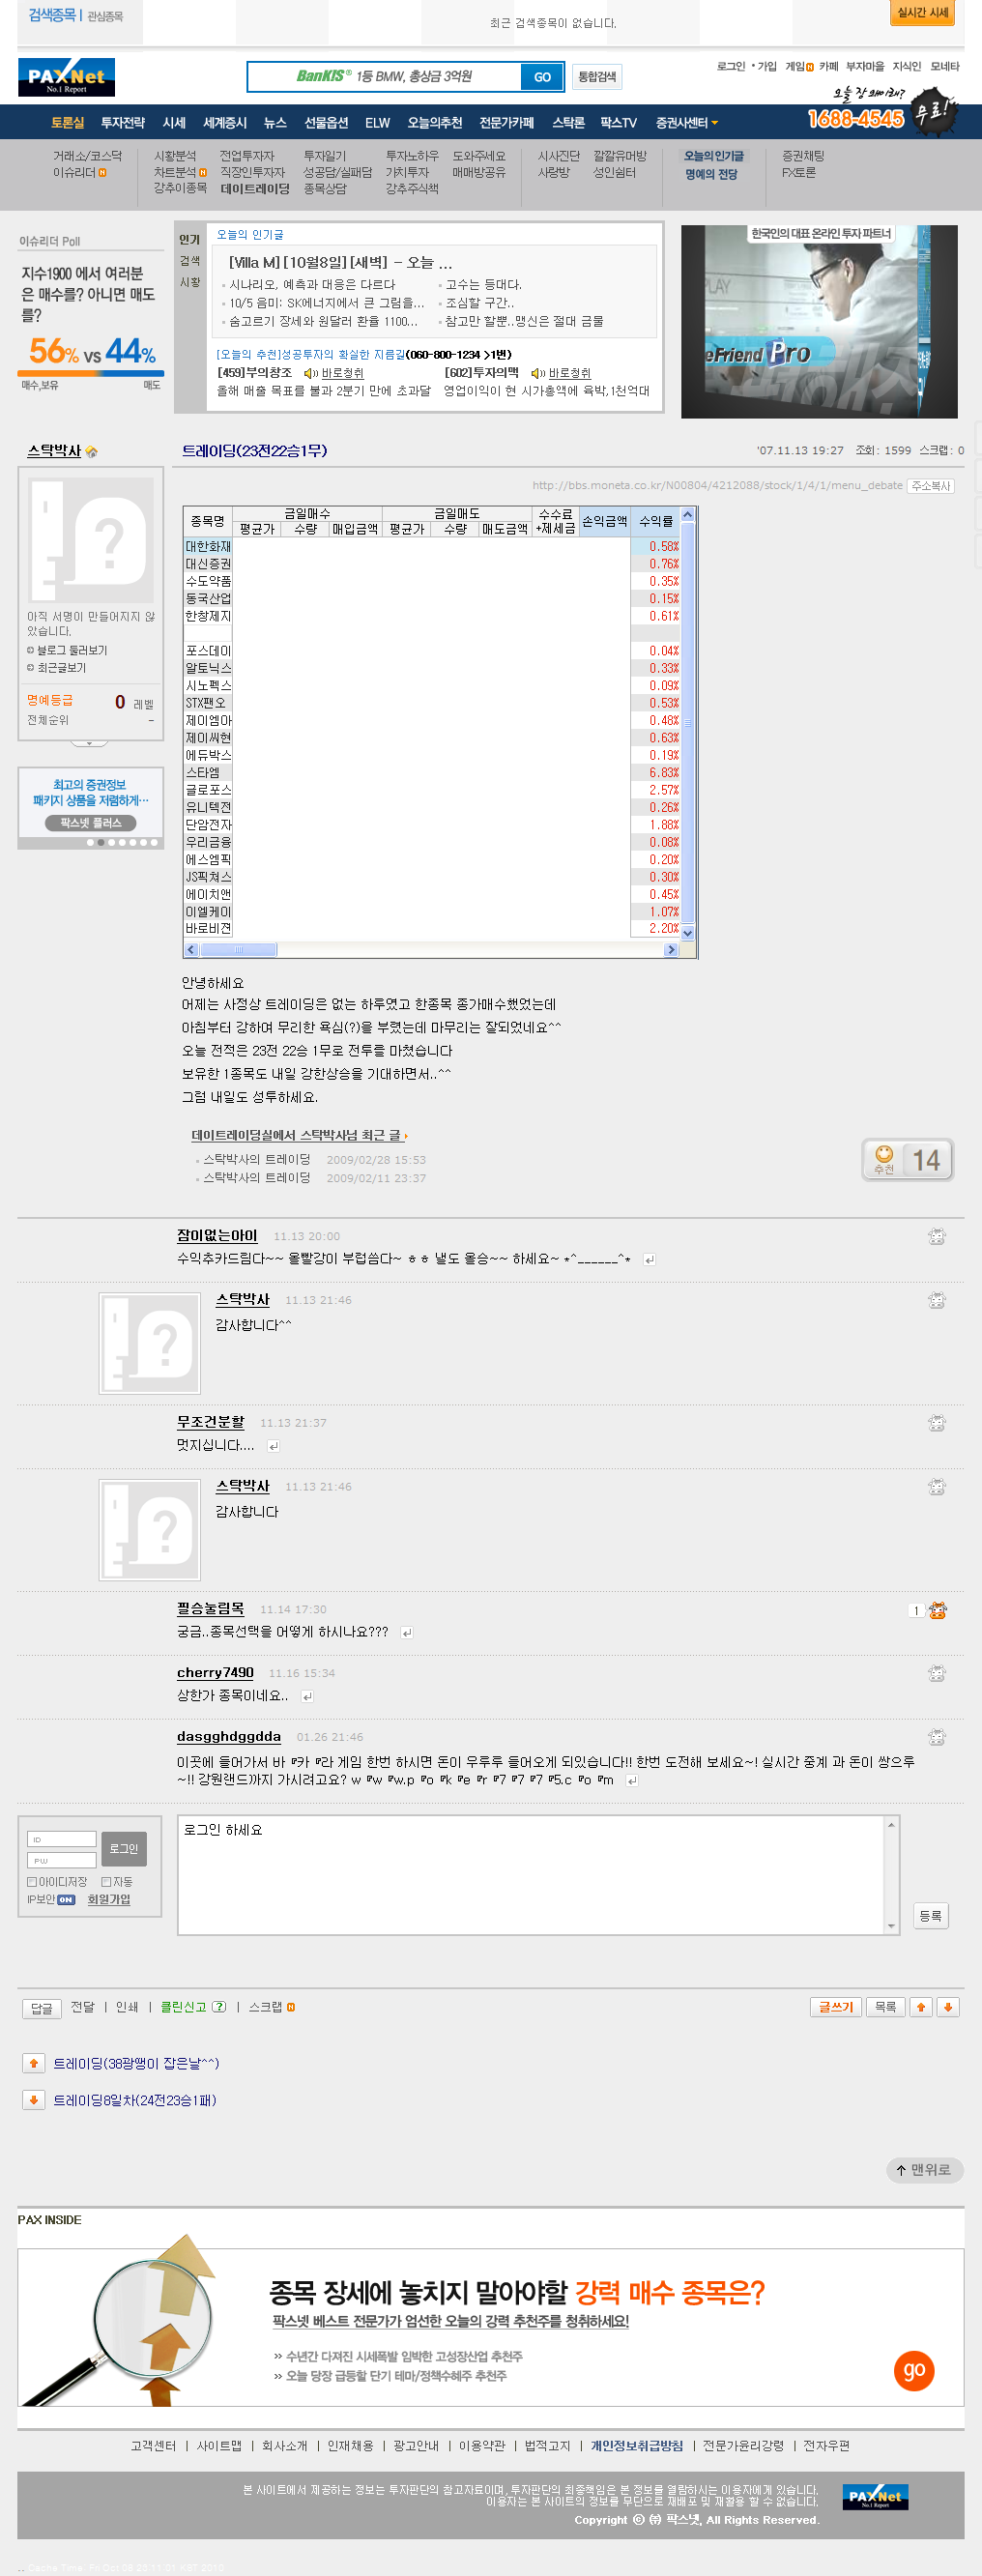 검색종목 | 관심종목
최근 검색종목이 없습니다.
실시간 시세
PAXNet
No.1 Report
BanKIS® 1등 BMW, 총상금 3억원
GO
통합검색
로그인 • 가입 게임 카페 부자마을 지식인 모네타
오늘 장 왜이래?
1688-4545 무료!
토론실 투자전략 시세 세계증시 뉴스 선물옵션 ELW 오늘의추천 전문가카페 스탁론 팍스TV 증권사센터
거래소/코스닥 시황분석 전업투자자 투자일기 투자노하우 도와주세요 시사진단 깔깔유머방 오늘의 인기글 증권채팅
이슈리더 차트분석 직장인투자자 성공담/실패담 가치투자 매매방공유 사랑방 성인쉼터 명예의 전당 FX토론
강추이종목 데이트레이딩 종목상담 강추주식책
이슈리더 Poll
지수1900 에서 여러분
은 매수를? 아니면 매도
를?
56% vs 44%
매수,보유 매도
인기
검색
시황
오늘의 인기글
[Villa M] [10월8일] [새벽] - 오늘 ...
시나리오, 예측과 대응은 다르다
고수는 등대다.
10/5 음미: SK에너지에서 큰 그림을...
조심할 구간..
숨고르기 장세와 원달러 환율 1100...
참고만 할뿐..맹신은 절대 금물
[오늘의 추천]성공투자의 확실한 지름길(060-800-1234 >1번)
[459]부의창조 바로청취 [602]투자의맥 바로청취
올해 매출 목표를 불과 2분기 만에 초과달 영업이익이 현 시가총액에 육박,1천억대
한국인의 대표 온라인 투자 파트너
eFriend Pro
스탁박사
트레이딩(23전22승1무)
'07.11.13 19:27 조회: 1599 스크랩: 0
http://bbs.moneta.co.kr/N00804/4212088/stock/1/4/1/menu_debate 주소복사
아직 서명이 만들어지지 않
았습니다.
블로그 둘러보기
최근글보기
명예등급 0 레벨
전체순위 -
최고의 증권정보
패키지 상품을 저렴하게…
팍스넷 플러스
종목명 금일매수 금일매도 수수료+제세금 손익금액 수익률
평균가 수량 매입금액 평균가 수량 매도금액
대한화재 0.58%
대신증권 0.76%
수도약품 0.35%
동국산업 0.15%
한창제지 0.61%
포스데이 0.04%
알토닉스 0.33%
시노펙스 0.09%
STX팬오 0.53%
제이엠아 0.48%
제이씨현 0.63%
에듀박스 0.19%
스타엠 6.83%
글로포스 2.57%
유니텍전 0.26%
단암전자 1.88%
우리금융 0.08%
에스엠픽 0.20%
JS픽쳐스 0.30%
에이치앤 0.45%
이엘케이 1.07%
바로비젼 2.20%
안녕하세요
어제는 사정상 트레이딩은 없는 하루였고 한종목 종가매수했었는데
아침부터 강하며 무리한 욕심(?)을 부렸는데 마무리는 잘되었네요^^
오늘 전적은 23전 22승 1무로 전투를 마쳤습니다
보유한 1종목도 내일 강한상승을 기대하면서..^^
그럼 내일도 성투하세요.
데이트레이딩실에서 스탁박사님 최근 글
스탁박사의 트레이딩 2009/02/28 15:53
스탁박사의 트레이딩 2009/02/11 23:37
추천 14
잠이없는아이 11.13 20:00
수익추카드림다~~ 올빨강이 부럽씀다~ ㅎㅎ 낼도 올승~~ 하세요~ *^______^*
스탁박사 11.13 21:46
감사합니다^^
무조건분할 11.13 21:37
멋지십니다....
스탁박사 11.13 21:46
감사합니다
필승눌림목 11.14 17:30
1
궁금..종목선택을 어떻게 하시나요???
cherry7490 11.16 15:34
상한가 종목이네요..
dasgghdggdda 01.26 21:46
이곳에 들어가서 바 『카 『라 게임 한번 하시면 돈이 우루루 들어오게 되있습니다!! 한번 도전해 보세요~! 실시간 중계 과 돈이 쌍으루
~!! 강원랜드까지 가시려고요? w 『w 『w.p 『o 『k 『e 『r 『7 『7 『7 『5.c 『o 『m
ID
PW
로그인
아이디저장 자동
IP보안 ON 회원가입
로그인 하세요
등록
답글 전달 | 인쇄 | 클린신고 ? | 스크랩
글쓰기 목록
트레이딩(38광땡이 잡은날^^)
트레이딩8일차(24전23승1패)
맨위로
PAX INSIDE
종목 장세에 놓치지 말아야할 강력 매수 종목은?
팍스넷 베스트 전문가가 엄선한 오늘의 강력 추천주를 청취하세요!
» 수년간 다져진 시세폭발 임박한 고성장산업 추천주
» 오늘 당장 급등할 단기 테마/정책수혜주 추천주
go
고객센터 | 사이트맵 | 회사소개 | 인재채용 | 광고안내 | 이용약관 | 법적고지 | 개인정보취급방침 | 전문가윤리강령 | 전자우편
본 사이트에서 제공하는 정보는 투자판단의 참고자료이며, 투자판단의 최종책임은 본 정보를 열람하시는 이용자에게 있습니다.
이용자는 본 사이트의 정보를 무단으로 재배포 및 재활용 할 수 없습니다.
Copyright ⓒ ㈜ 팍스넷, All Rights Reserved.
PAXNet
No.1 Report